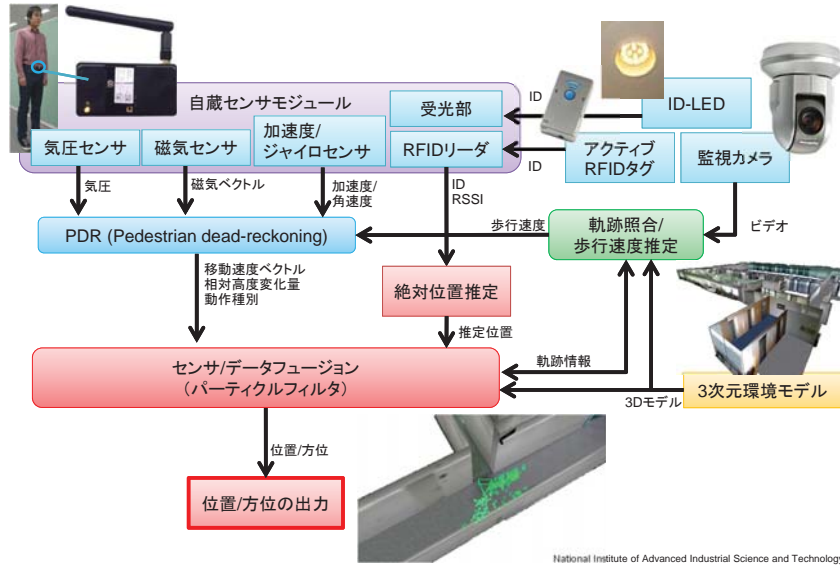 自蔵センサモジュール
受光部
ID
ID-LED
気圧センサ
磁気センサ
加速度/
ジャイロセンサ
RFIDリーダ
ID
アクティブ
RFIDタグ
監視カメラ
気圧
磁気ベクトル
加速度/
角速度
ID
RSSI
ビデオ
PDR (Pedestrian dead-reckoning)
歩行速度
軌跡照合/
歩行速度推定
移動速度ベクトル
相対高度変化量
動作種別
絶対位置推定
推定位置
センサ/データフュージョン
(パーティクルフィルタ)
軌跡情報
3Dモデル
3次元環境モデル
位置/方位
位置/方位の出力
National Institute of Advanced Industrial Science and Technology